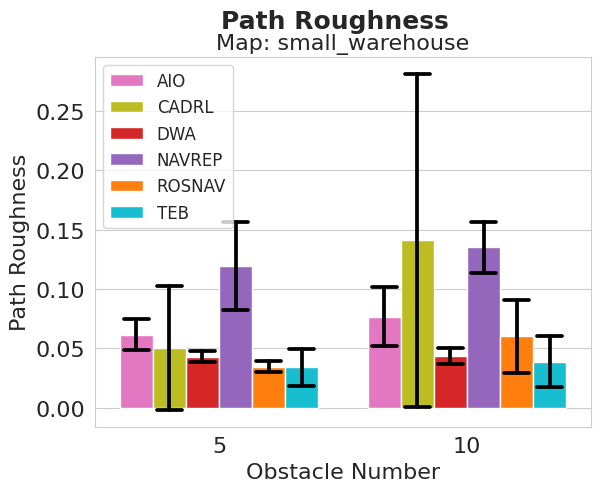 Path Roughness
Map: small_warehouse
AIO
CADRL
DWA
NAVREP
ROSNAV
TEB
Path Roughness
0.25
0.20
0.15
0.10
0.05
0.00
5
10
Obstacle Number